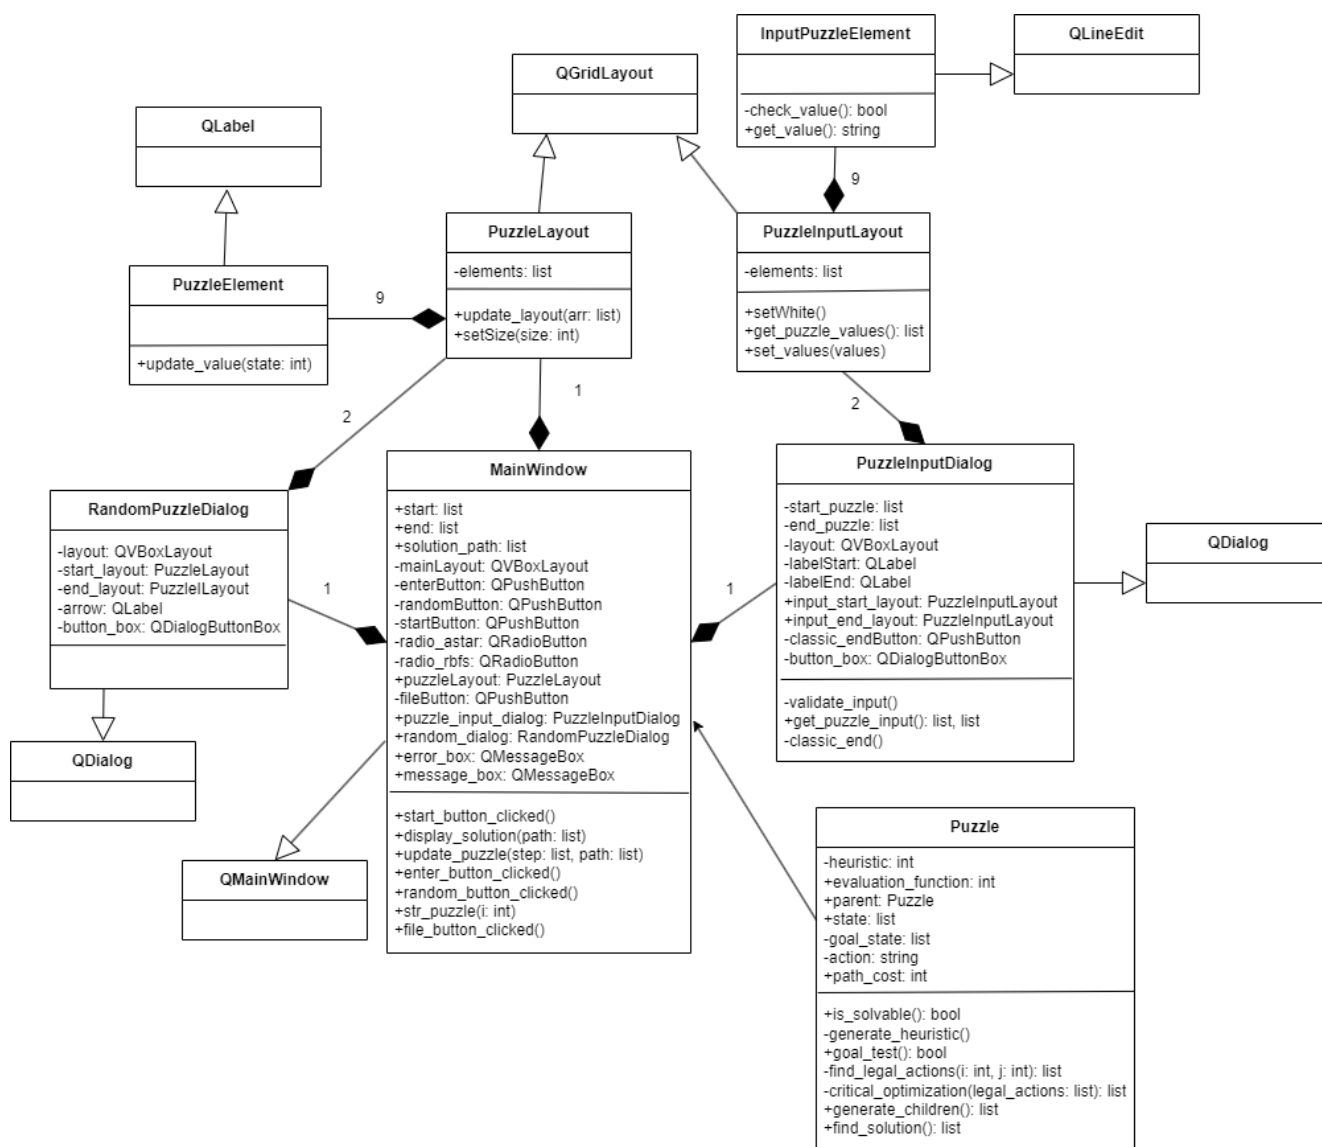 InputPuzzleElement
-check_value(): bool
+get_value(): string
QLineEdit
QGridLayout
QLabel
9
PuzzleLayout
-elements: list
+update_layout(arr: list)
+setSize(size: int)
PuzzleInputLayout
-elements: list
+setWhite()
+get_puzzle_values(): list
+set_values(values)
PuzzleElement
+update_value(state: int)
9
2
1
2
MainWindow
+start: list
+end: list
+solution_path: list
-mainLayout: QVBoxLayout
-enterButton: QPushButton
-randomButton: QPushButton
-startButton: QPushButton
-radio_astar: QRadioButton
-radio_rbfs: QRadioButton
+puzzleLayout: PuzzleLayout
-fileButton: QPushButton
+puzzle_input_dialog: PuzzleInputDialog
+random_dialog: RandomPuzzleDialog
+error_box: QMessageBox
+message_box: QMessageBox
+start_button_clicked()
+display_solution(path: list)
+update_puzzle(step: list, path: list)
+enter_button_clicked()
+random_button_clicked()
+str_puzzle(i: int)
+file_button_clicked()
PuzzleInputDialog
-start_puzzle: list
-end_puzzle: list
-layout: QVBoxLayout
-labelStart: QLabel
-labelEnd: QLabel
+input_start_layout: PuzzleInputLayout
+input_end_layout: PuzzleInputLayout
-classic_endButton: QPushButton
-button_box: QDialogButtonBox
-validate_input()
+get_puzzle_input(): list, list
-classic_end()
RandomPuzzleDialog
-layout: QVBoxLayout
-start_layout: PuzzleLayout
-end_layout: PuzzleILayout
-arrow: QLabel
-button_box: QDialogButtonBox
1
1
QDialog
QDialog
QMainWindow
Puzzle
-heuristic: int
+evaluation_function: int
+parent: Puzzle
+state: list
-goal_state: list
-action: string
+path_cost: int
+is_solvable(): bool
-generate_heuristic()
+goal_test(): bool
-find_legal_actions(i: int, j: int): list
-critical_optimization(legal_actions: list): list
+generate_children(): list
+find_solution(): list